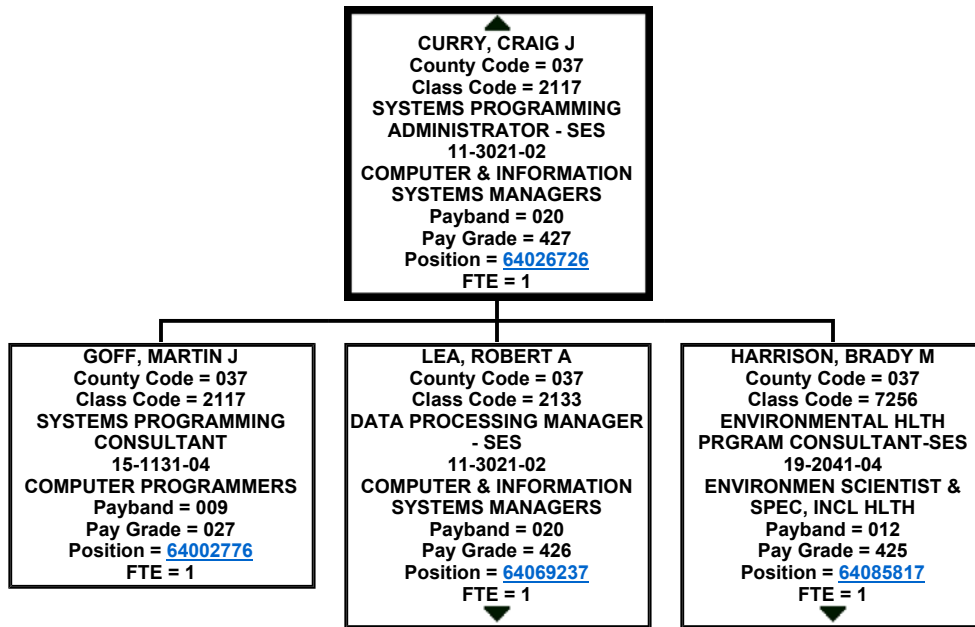 CURRY, CRAIG J
County Code = 037
Class Code = 2117
SYSTEMS PROGRAMMING
ADMINISTRATOR - SES
11-3021-02
COMPUTER & INFORMATION
SYSTEMS MANAGERS
Payband = 020
Pay Grade = 427
Position = 64026726
FTE = 1
GOFF, MARTIN J
County Code = 037
Class Code = 2117
SYSTEMS PROGRAMMING
CONSULTANT
15-1131-04
COMPUTER PROGRAMMERS
Payband = 009
Pay Grade = 027
Position = 64002776
FTE = 1
LEA, ROBERT A
County Code = 037
Class Code = 2133
DATA PROCESSING MANAGER
- SES
11-3021-02
COMPUTER & INFORMATION
SYSTEMS MANAGERS
Payband = 020
Pay Grade = 426
Position = 64069237
FTE = 1
HARRISON, BRADY M
County Code = 037
Class Code = 7256
ENVIRONMENTAL HLTH
PRGRAM CONSULTANT-SES
19-2041-04
ENVIRONMEN SCIENTIST &
SPEC, INCL HLTH
Payband = 012
Pay Grade = 425
Position = 64085817
FTE = 1